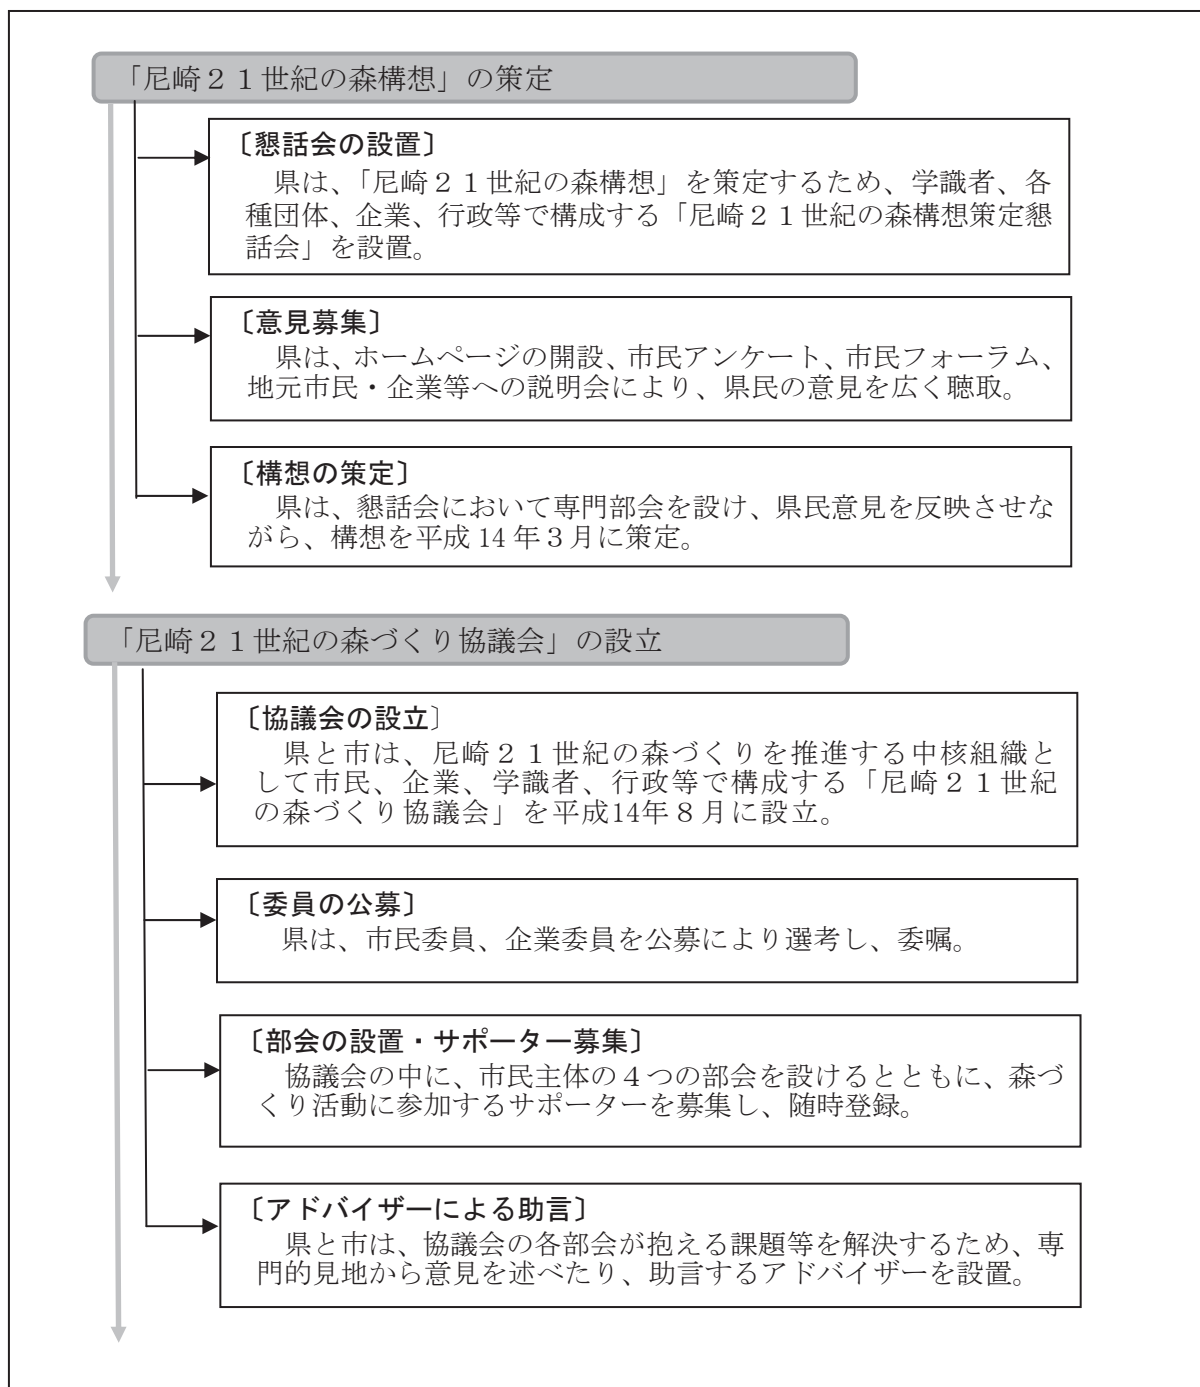 「尼崎２１世紀の森構想」の策定
〔懇話会の設置〕
県は、「尼崎２１世紀の森構想」を策定するため、学識者、各
種団体、企業、行政等で構成する「尼崎２１世紀の森構想策定懇
話会」を設置。
〔意見募集〕
県は、ホームページの開設、市民アンケート、市民フォーラム、
地元市民・企業等への説明会により、県民の意見を広く聴取。
〔構想の策定〕
県は、懇話会において専門部会を設け、県民意見を反映させな
がら、構想を平成 14 年３月に策定。
「尼崎２１世紀の森づくり協議会」の設立
〔協議会の設立〕
県と市は、尼崎２１世紀の森づくりを推進する中核組織と
して市民、企業、学識者、行政等で構成する「尼崎２１世紀
の森づくり協議会」を平成14年８月に設立。
〔委員の公募〕
県は、市民委員、企業委員を公募により選考し、委嘱。
〔部会の設置・サポーター募集〕
協議会の中に、市民主体の４つの部会を設けるとともに、森づ
くり活動に参加するサポーターを募集し、随時登録。
〔アドバイザーによる助言〕
県と市は、協議会の各部会が抱える課題等を解決するため、専
門的見地から意見を述べたり、助言するアドバイザーを設置。